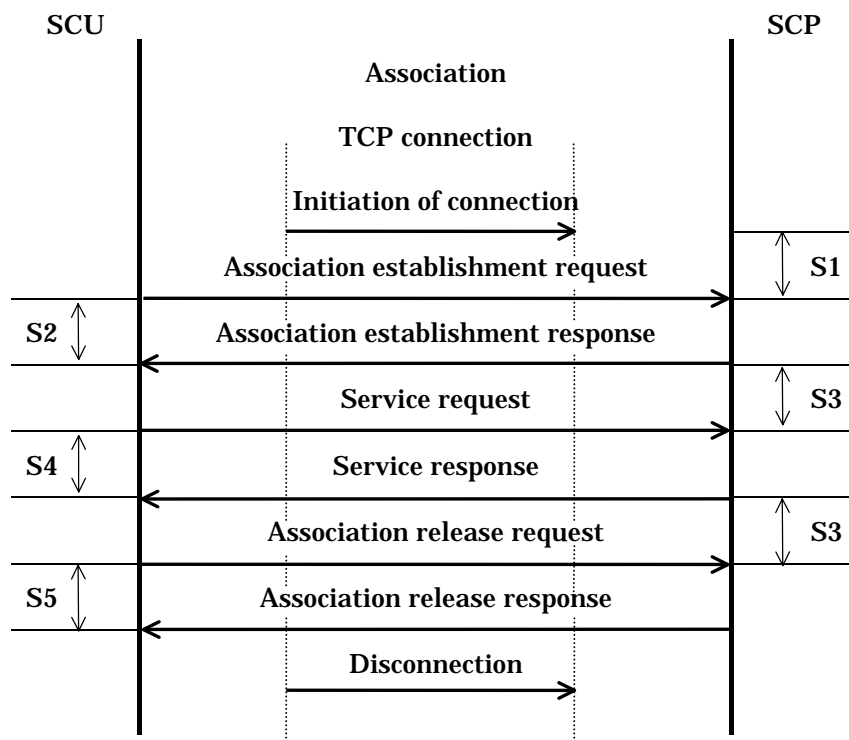 SCU
SCP
Association
TCP connection
Initiation of connection
Association establishment request
S1
S2
Association establishment response
Service request
S3
S4
Service response
Association release request
S3
S5
Association release response
Disconnection